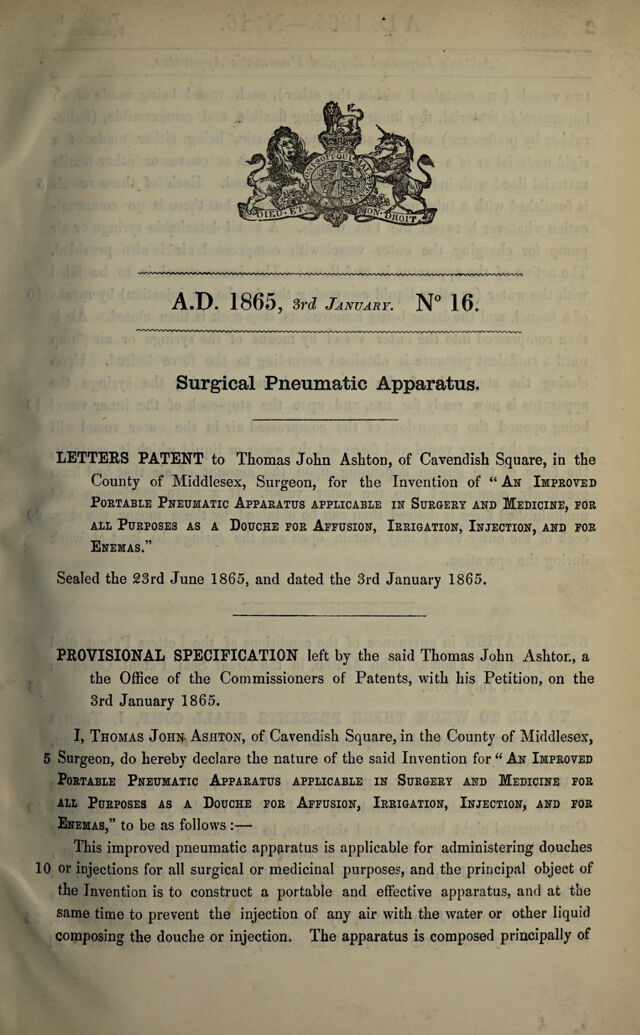 DIEU · ET · MON · DROIT
A.D. 1865, 3rd JANUARY. Nº 16.
Surgical Pneumatic Apparatus.
LETTERS PATENT to Thomas John Ashton, of Cavendish Square, in the
County of Middlesex, Surgeon, for the Invention of “ AN IMPROVED
PORTABLE PNEUMATIC APPARATUS APPLICABLE IN SURGERY AND MEDICINE, FOR
ALL PURPOSES AS A DOUCHE FOR AFFUSION, IRRIGATION, INJECTION, AND FOR
ENEMAS.”
Sealed the 23rd June 1865, and dated the 3rd January 1865.
PROVISIONAL SPECIFICATION left by the said Thomas John Ashton, a
the Office of the Commissioners of Patents, with his Petition, on the
3rd January 1865.
I, THOMAS JOHN ASHTON, of Cavendish Square, in the County of Middlesex,
5 Surgeon, do hereby declare the nature of the said Invention for “ AN IMPROVED
PORTABLE PNEUMATIC APPARATUS APPLICABLE IN SURGERY AND MEDICINE FOR
ALL PURPOSES AS A DOUCHE FOR AFFUSION, IRRIGATION, INJECTION, AND FOR
ENEMAS,” to be as follows :—
This improved pneumatic apparatus is applicable for administering douches
10 or injections for all surgical or medicinal purposes, and the principal object of
the Invention is to construct a portable and effective apparatus, and at the
same time to prevent the injection of any air with the water or other liquid
composing the douche or injection. The apparatus is composed principally of